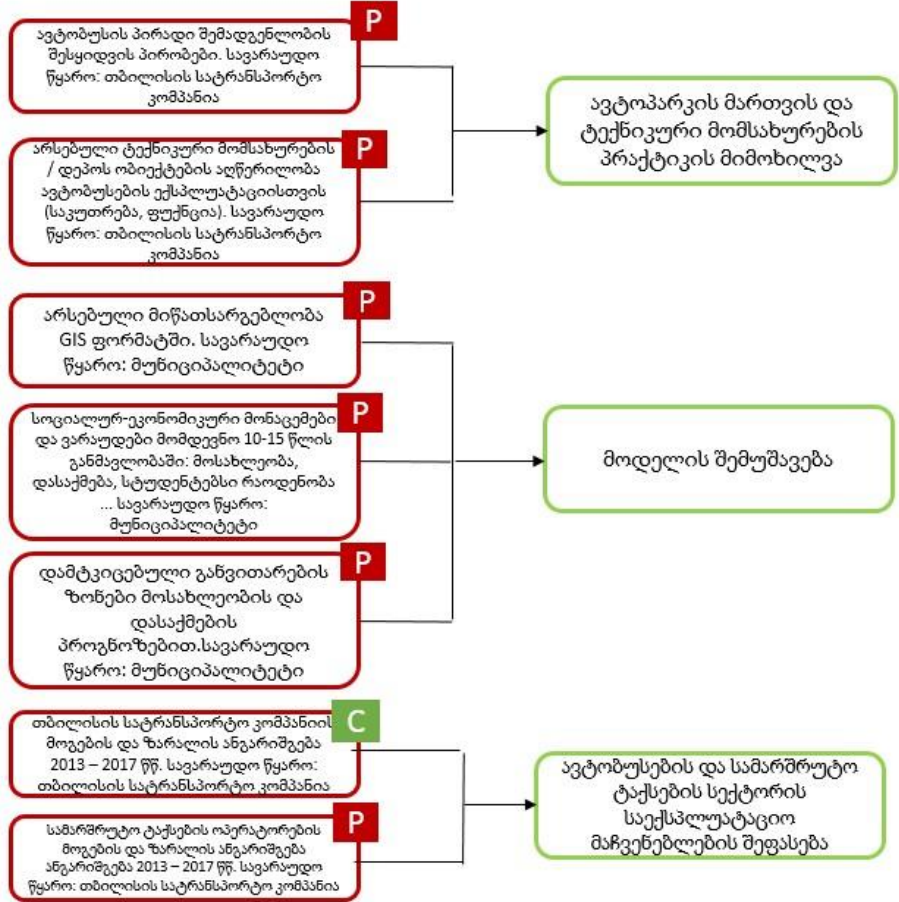 P
ავტობუსის პირადი შემადგენლობის
შესყიდვის პირობები. სავარაუდო
წყარო: თბილისის სატრანსპორტო
კომპანია
P
არსებული ტექნიკური მომსახურების
/ დეპოს ობიექტების აღწერილობა
ავტობუსების ექსპლუატაციისთვის
(საკუთრება, ფუქნცია). სავარაუდო
წყარო: თბილისის სატრანსპორტო
კომპანია
ავტოპარკის მართვის და
ტექნიკური მომსახურების
პრაქტიკის მიმოხილვა
P
არსებული მიწათსარგებლობა
GIS ფორმატში. სავარაუდო
წყარო: მუნიციპალიტეტი
P
სოციალურ-ეკონომიკური მონაცემები
და ვარაუდები მომდევნო 10-15 წლის
განმავლობაში: მოსახლეობა,
დასაქმება, სტუდენტებსი რაოდენობა
... სავარაუდო წყარო:
მუნიციპალიტეტი
P
დამტკიცებული განვითარების
ზონები მოსახლეობის და
დასაქმების
პროგნოზებით.სავარაუდო
წყარო: მუნიციპალიტეტი
მოდელის შემუშავება
C
თბილისის სატრანსპორტო კომპანიის
მოგების და ზარალის ანგარიშგება
2013 – 2017 წწ. სავარაუდო წყარო:
თბილისის სატრანსპორტო კომპანია
P
სამარშრუტო ტაქსების ოპერატორების
მოგების და ზარალის ანგარიშგება
ანგარიშგება 2013 – 2017 წწ. სავარაუდო
წყარო: თბილისის სატრანსპორტო კომპანია
ავტობუსების და სამარშრუტო
ტაქსების სექტორის
საექსპლუატაციო
მაჩვენებლების შეფასება